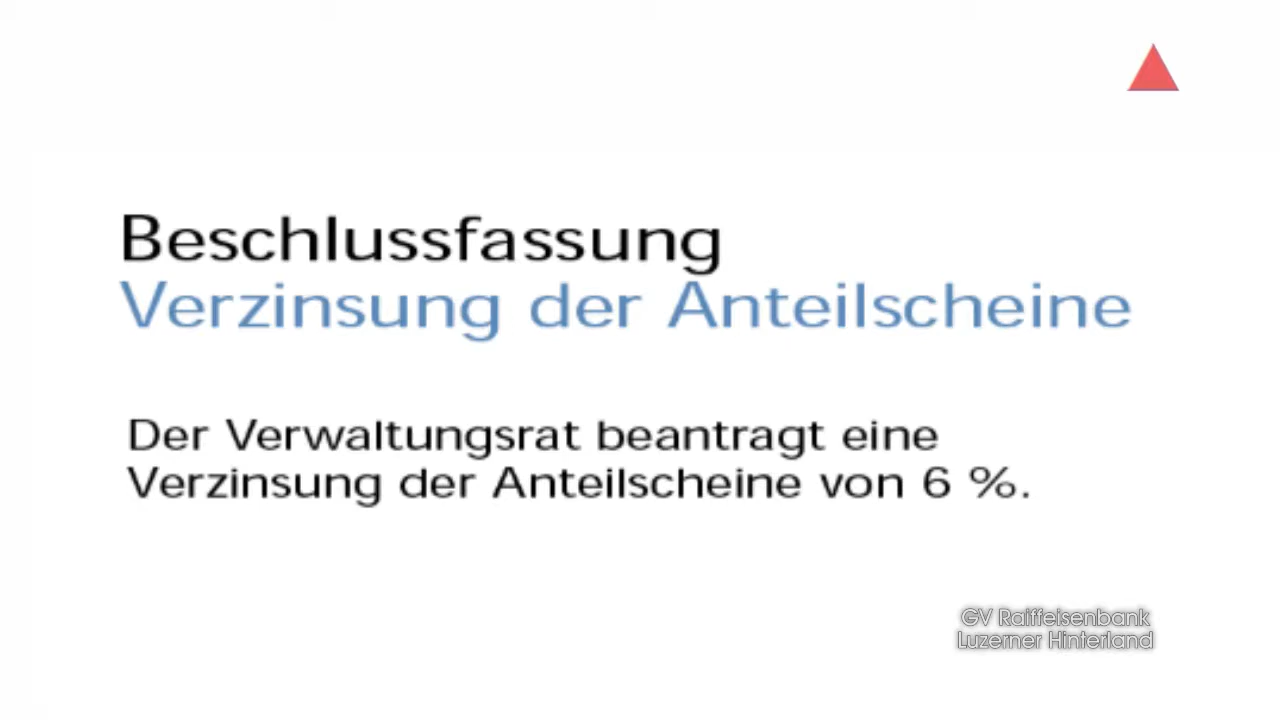 Beschlussfassung
Verzinsung der Anteilscheine
Der Verwaltungsrat beantragt eine
Verzinsung der Anteilscheine von 6 %.
GV Raiffeisenbank
Luzerner Hinterland